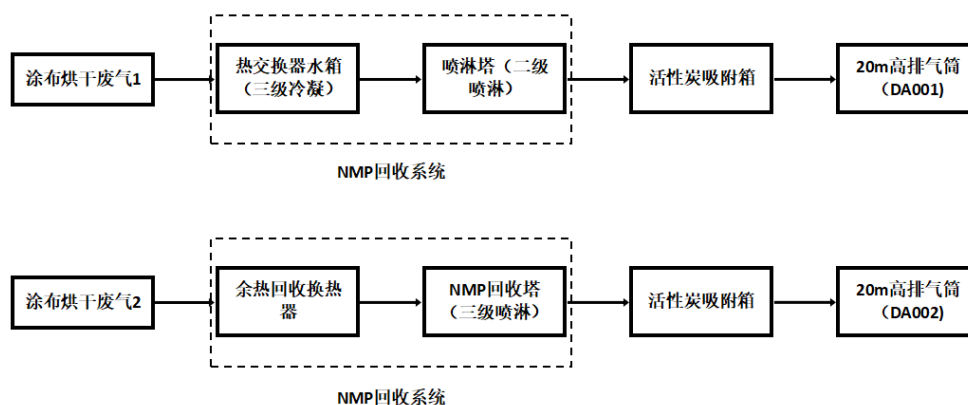 涂布烘干废气1
热交换器水箱
（三级冷凝）
喷淋塔（二级
喷淋）
活性炭吸附箱
20m高排气筒
（DA001)
NMP回收系统
涂布烘干废气2
余热回收换热
器
NMP回收塔
（三级喷淋）
活性炭吸附箱
20m高排气筒
（DA002)
NMP回收系统